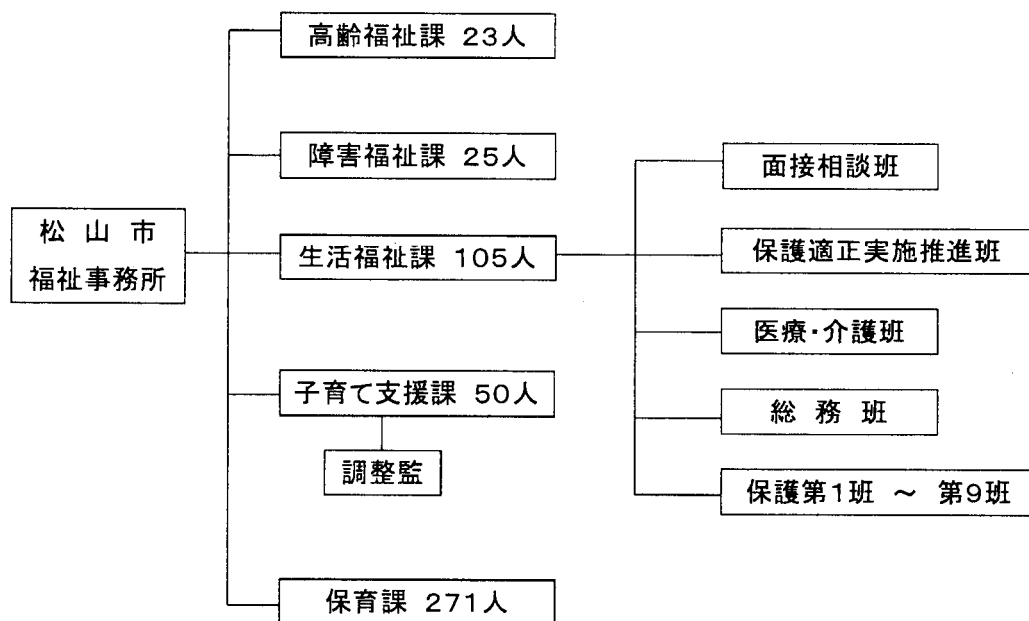 高齢福祉課 23人
障害福祉課 25人
松山市
福祉事務所
生活福祉課 105人
子育て支援課 50人
調整監
保育課 271人
面接相談班
保護適正実施推進班
医療・介護班
総務班
保護第1班 ～ 第9班